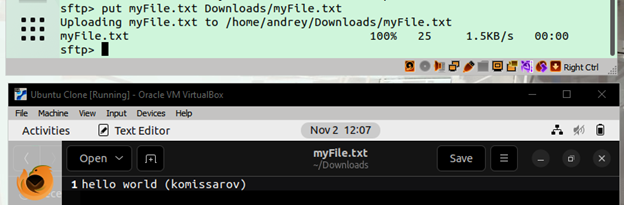 sftp> put myFile.txt Downloads/myFile.txt
Uploading myFile.txt to /home/andrey/Downloads/myFile.txt
myFile.txt 100% 25 1.5KB/s 00:00
sftp>
Right Ctrl
Ubuntu Clone [Running] - Oracle VM VirtualBox
File Machine View Input Devices Help
Activities Text Editor Nov 2 12:07
Open myFile.txt Save
~/Downloads
1 hello world (komissarov)